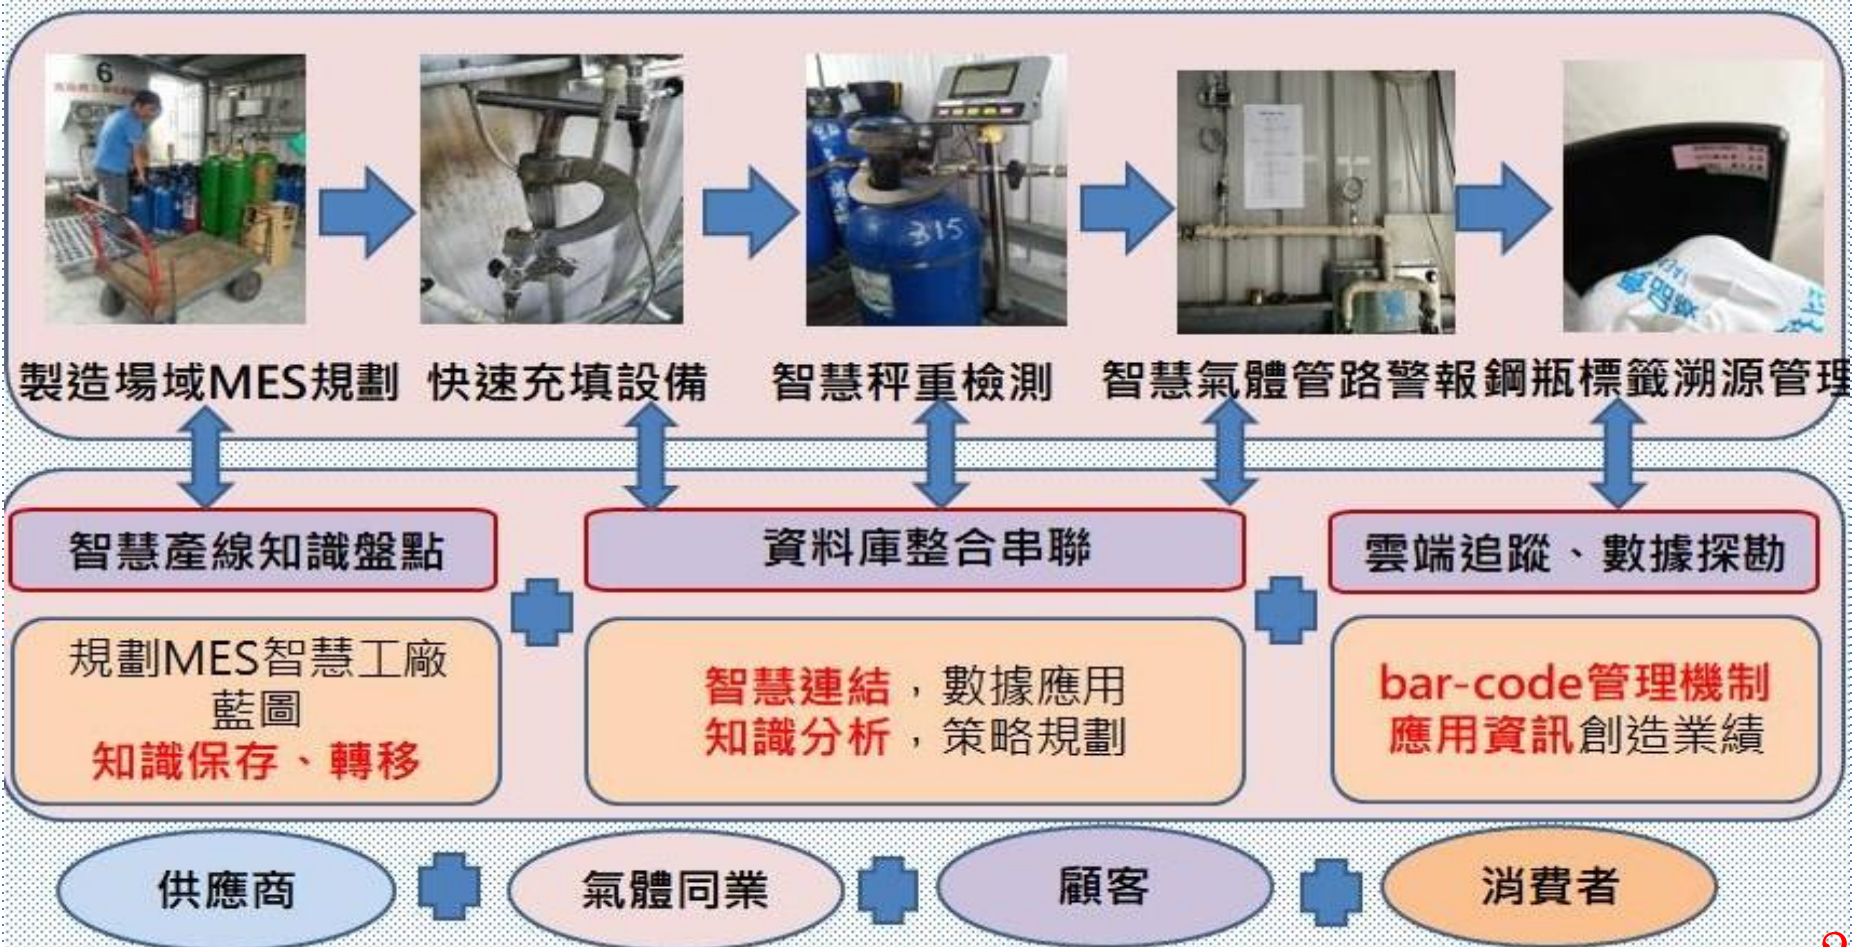 6
315
製造場域MES規劃
快速充填設備
智慧秤重檢測
智慧氣體管路警報
鋼瓶標籤溯源管理
智慧產線知識盤點
資料庫整合串聯
雲端追蹤、數據探勘
規劃MES智慧工廠
藍圖
知識保存、轉移
智慧連結，數據應用
知識分析，策略規劃
bar-code管理機制
應用資訊創造業績
供應商
氣體同業
顧客
消費者